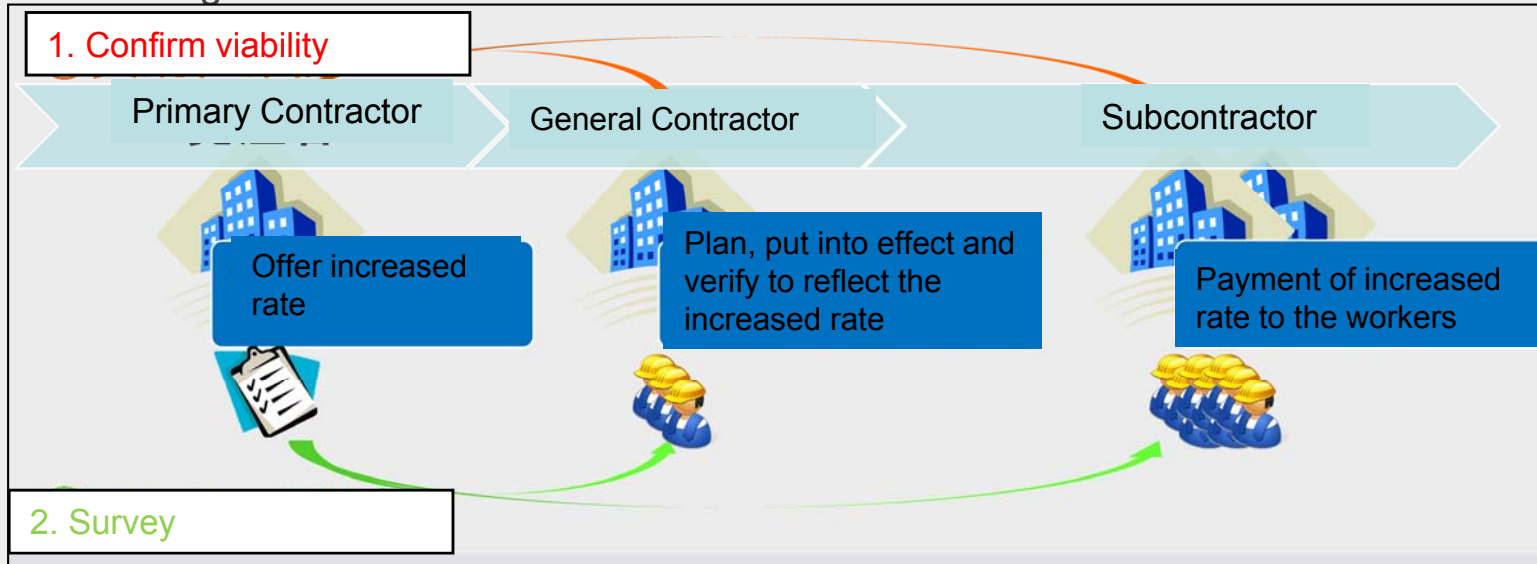 1. Confirm viability
Primary Contractor
General Contractor
Subcontractor
Offer increased
rate
Plan, put into effect and
verify to reflect the
increased rate
Payment of increased
rate to the workers
2. Survey